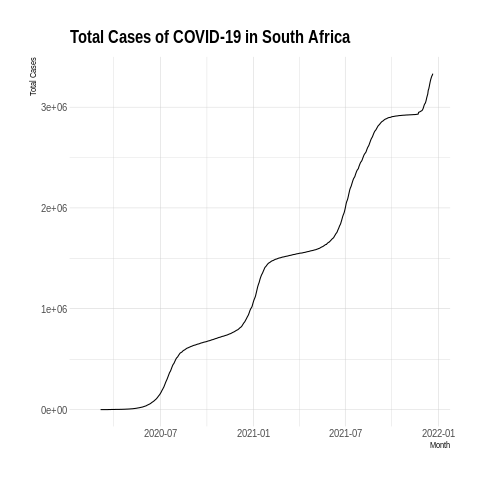 Total Cases of COVID-19 in South Africa
Total Cases
3e+06
2e+06
1e+06
0e+00
2020-07 2021-01 2021-07 2022-01
Month